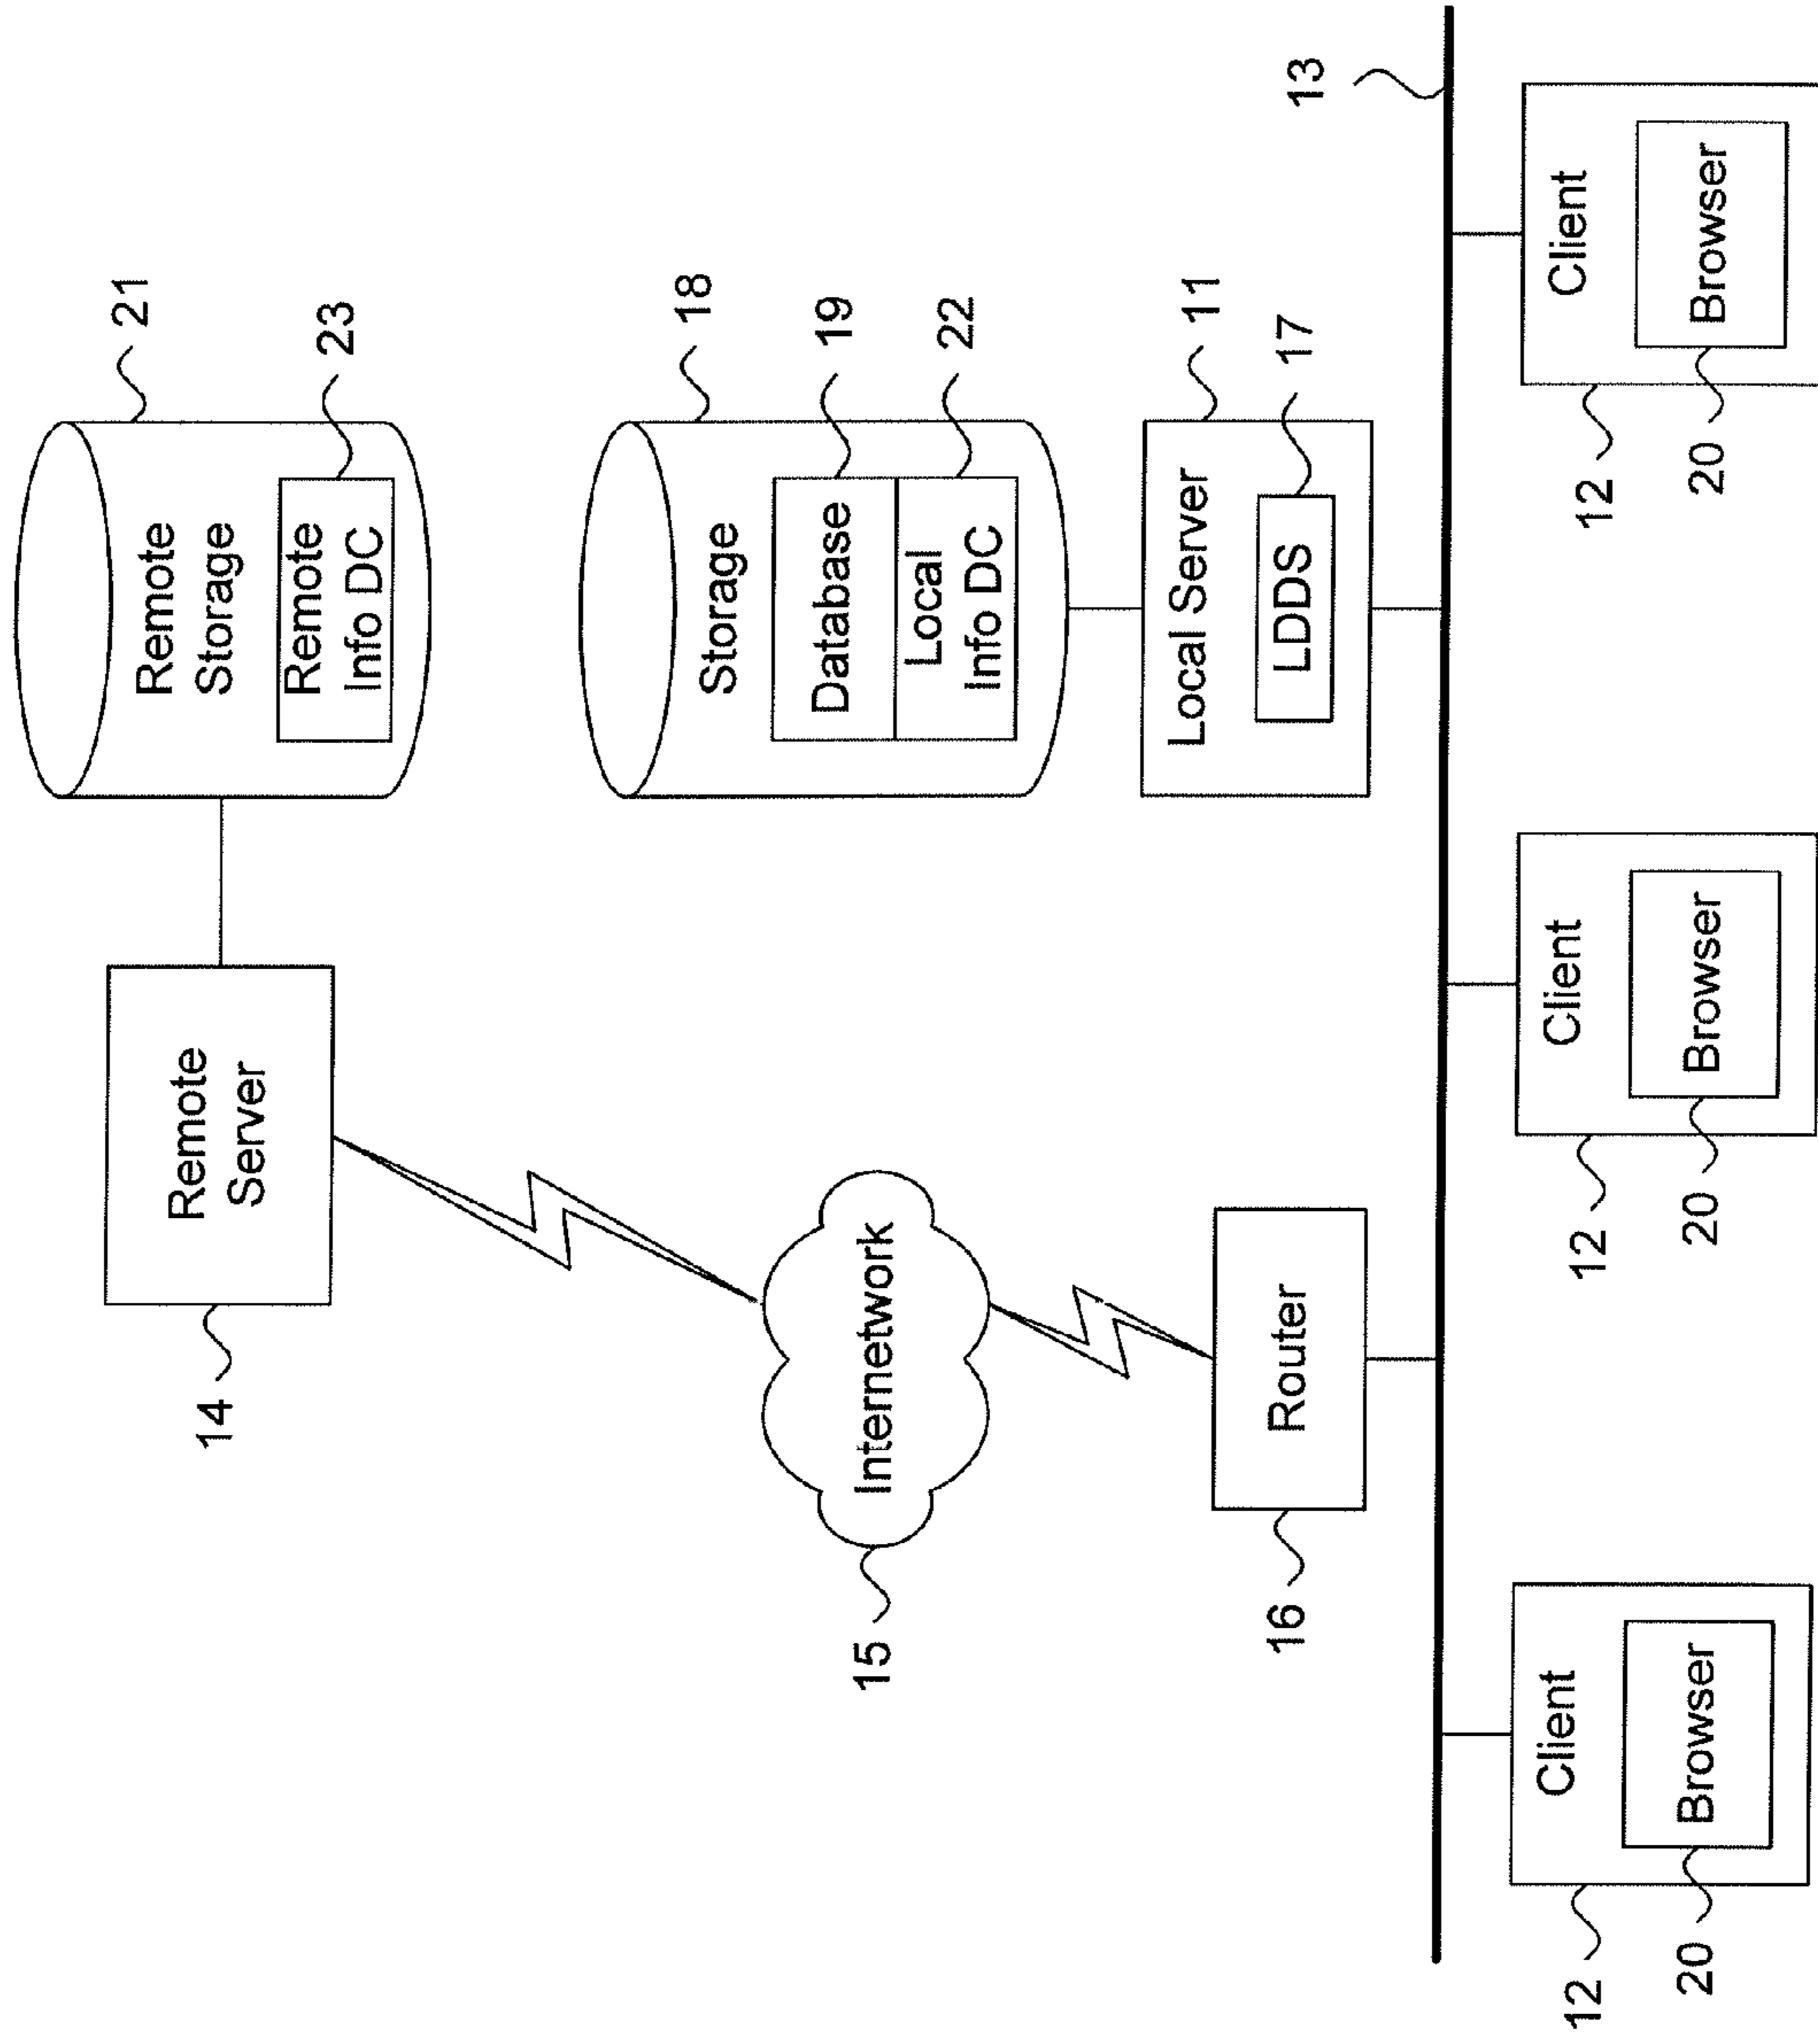 14
Remote
Server
Remote
Storage
21
Remote
Info DC
23
15
Internetwork
Storage
18
Database
19
Local
Info DC
22
16
Router
Local Server
11
LDDS
17
13
12
Client
Browser
20
12
Client
Browser
20
12
Client
Browser
20